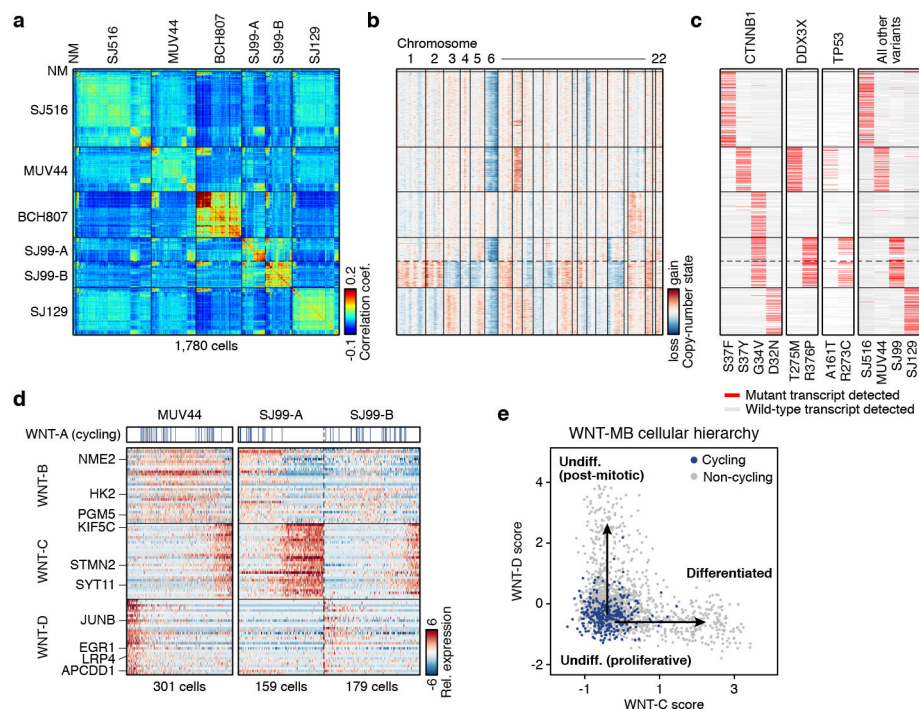 a
NM
SJ516
MUV44
BCH807
SJ99-A
SJ99-B
SJ129
NM
SJ516
MUV44
BCH807
SJ99-A
SJ99-B
SJ129
1,780 cells
-0.1 0.2
Correlation coef.
b
Chromosome
1 2 3 4 5 6 22
loss gain
Copy-number state
c
CTNNB1
DDX3X
TP53
All other
variants
S37F
S37Y
G34V
D32N
T275M
R376P
A161T
R273C
SJ516
MUV44
SJ99
SJ129
Mutant transcript detected
Wild-type transcript detected
d
MUV44 SJ99-A SJ99-B
WNT-A (cycling)
WNT-B
NME2
HK2
PGM5
WNT-C
KIF5C
STMN2
SYT11
WNT-D
JUNB
EGR1
LRP4
APCDD1
301 cells 159 cells 179 cells
-6 6
Rel. expression
e
WNT-MB cellular hierarchy
Undiff.
(post-mitotic)
Cycling
Non-cycling
Differentiated
Undiff. (proliferative)
WNT-D score
4
2
0
-2
-1 1 3
WNT-C score